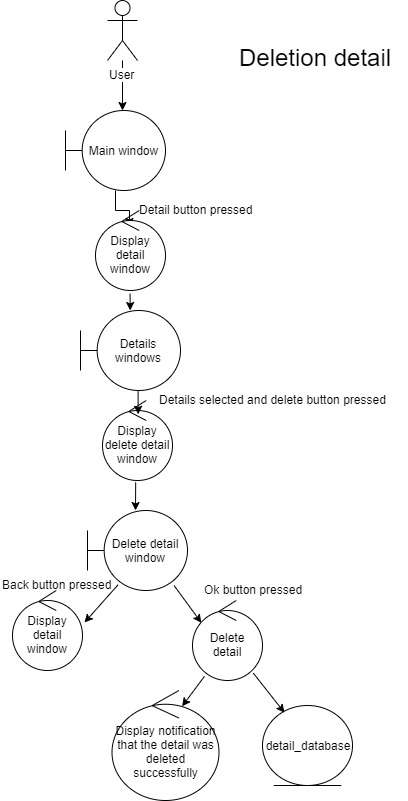 Deletion detail
User
Main window
Detail button pressed
Display
detail
window
Details
windows
Details selected and delete button pressed
Display
delete detail
window
Delete detail
window
Back button pressed
Ok button pressed
Display
detail
window
Delete
detail
Display notification
that the detail was
deleted
successfully
detail_database